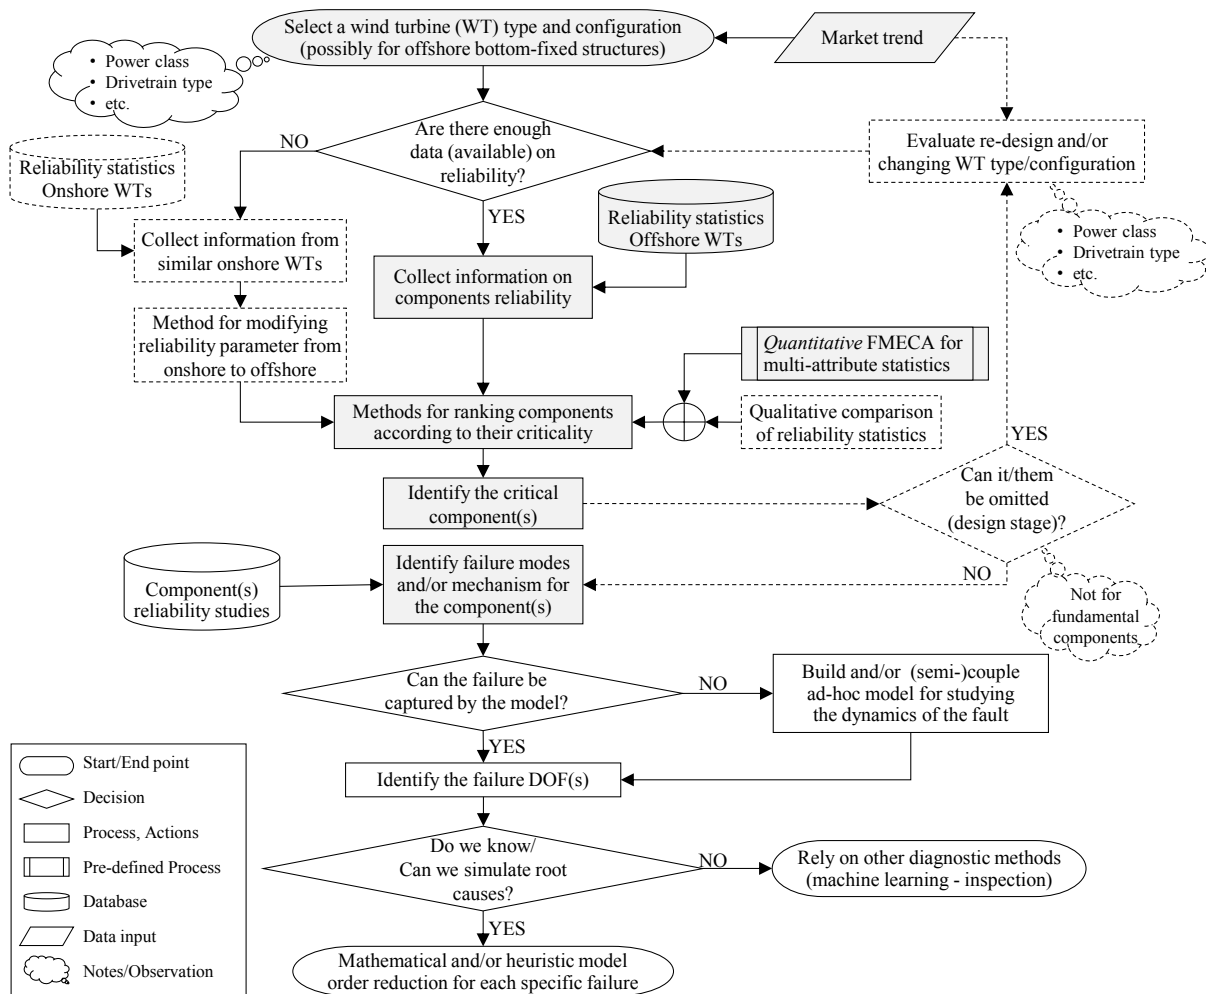 Select a wind turbine (WT) type and configuration
(possibly for offshore bottom-fixed structures)
Market trend
• Power class
• Drivetrain type
• etc.
Are there enough
data (available) on
reliability?
NO
YES
Evaluate re-design and/or
changing WT type/configuration
Reliability statistics
Onshore WTs
Reliability statistics
Offshore WTs
• Power class
• Drivetrain type
• etc.
Collect information from
similar onshore WTs
Collect information on
components reliability
Method for modifying
reliability parameter from
onshore to offshore
Quantitative FMECA for
multi-attribute statistics
Methods for ranking components
according to their criticality
Qualitative comparison
of reliability statistics
YES
Can it/them
be omitted
(design stage)?
NO
Identify the critical
component(s)
Component(s)
reliability studies
Identify failure modes
and/or mechanism for
the component(s)
Not for
fundamental
components
Can the failure be
captured by the model?
NO
YES
Build and/or (semi-)couple
ad-hoc model for studying
the dynamics of the fault
Identify the failure DOF(s)
Do we know/
Can we simulate root
causes?
NO
YES
Rely on other diagnostic methods
(machine learning - inspection)
Mathematical and/or heuristic model
order reduction for each specific failure
Start/End point
Decision
Process, Actions
Pre-defined Process
Database
Data input
Notes/Observation